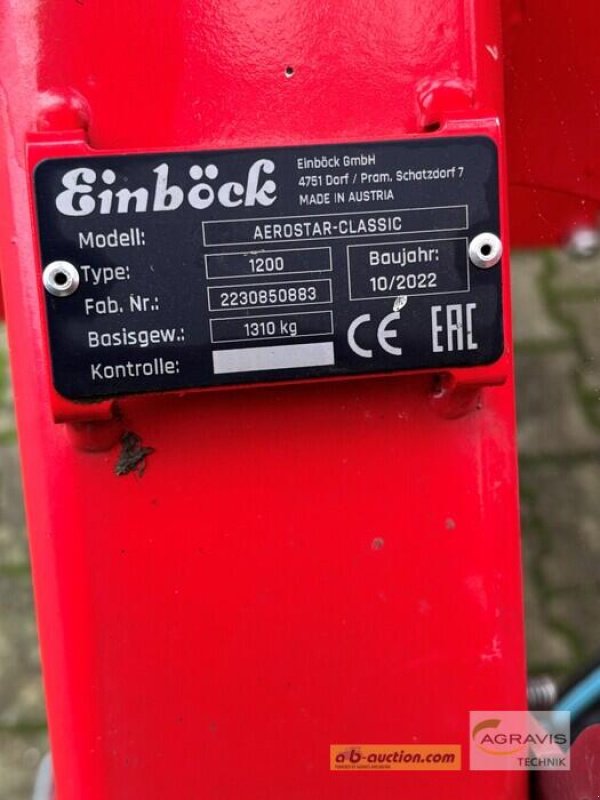 Einböck
Einböck GmbH
4751 Dorf / Pram, Schatzdorf 7
MADE IN AUSTRIA
Modell: AEROSTAR-CLASSIC
Type: 1200
Baujahr:
10/2022
Fab. Nr.: 2230850883
Basisgew.: 1310 kg
Kontrolle:
CE EAC
ab-auction.com
AGRAVIS
TECHNIK